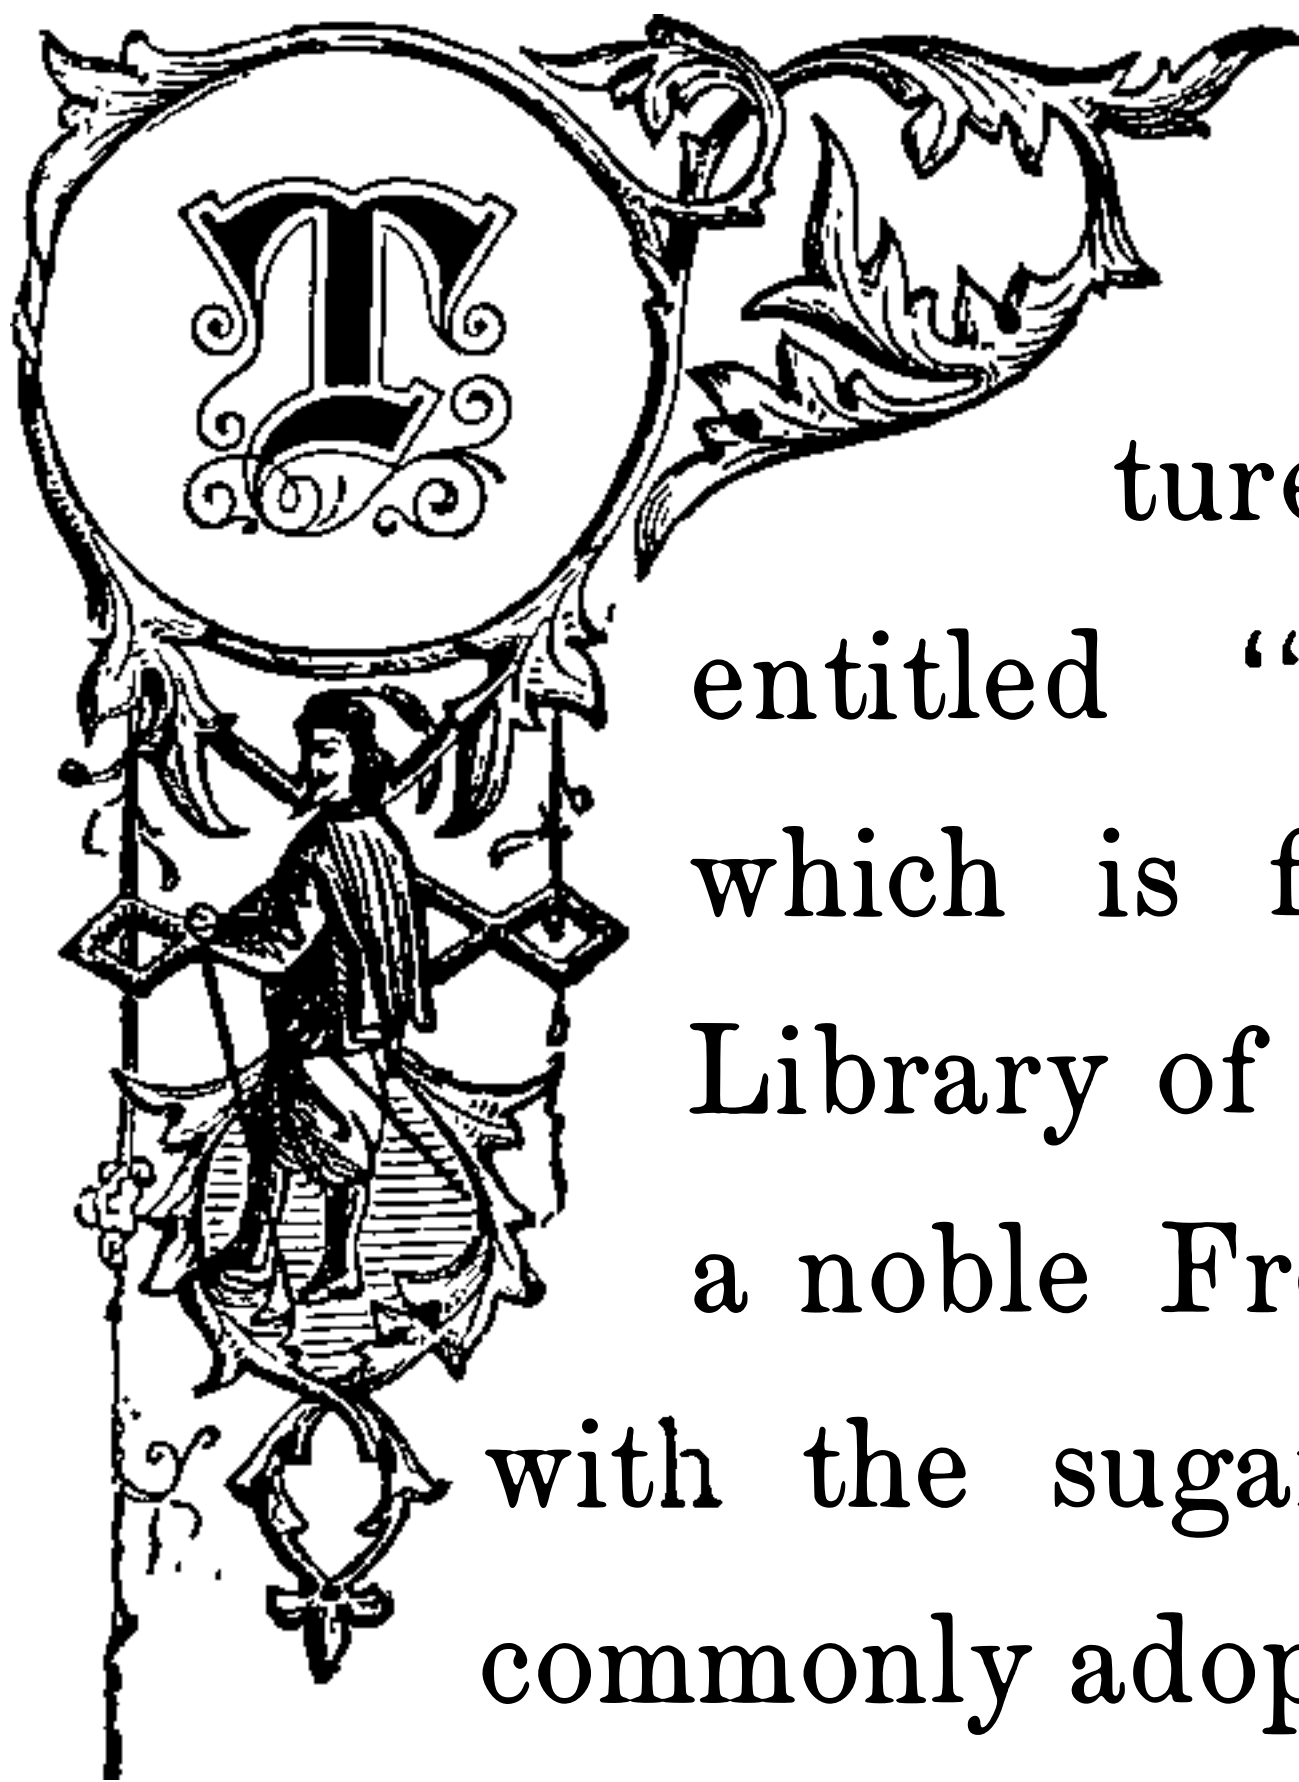 T
ture
entitled “
which is f
Library of
a noble Fr
with the suga
commonly adop